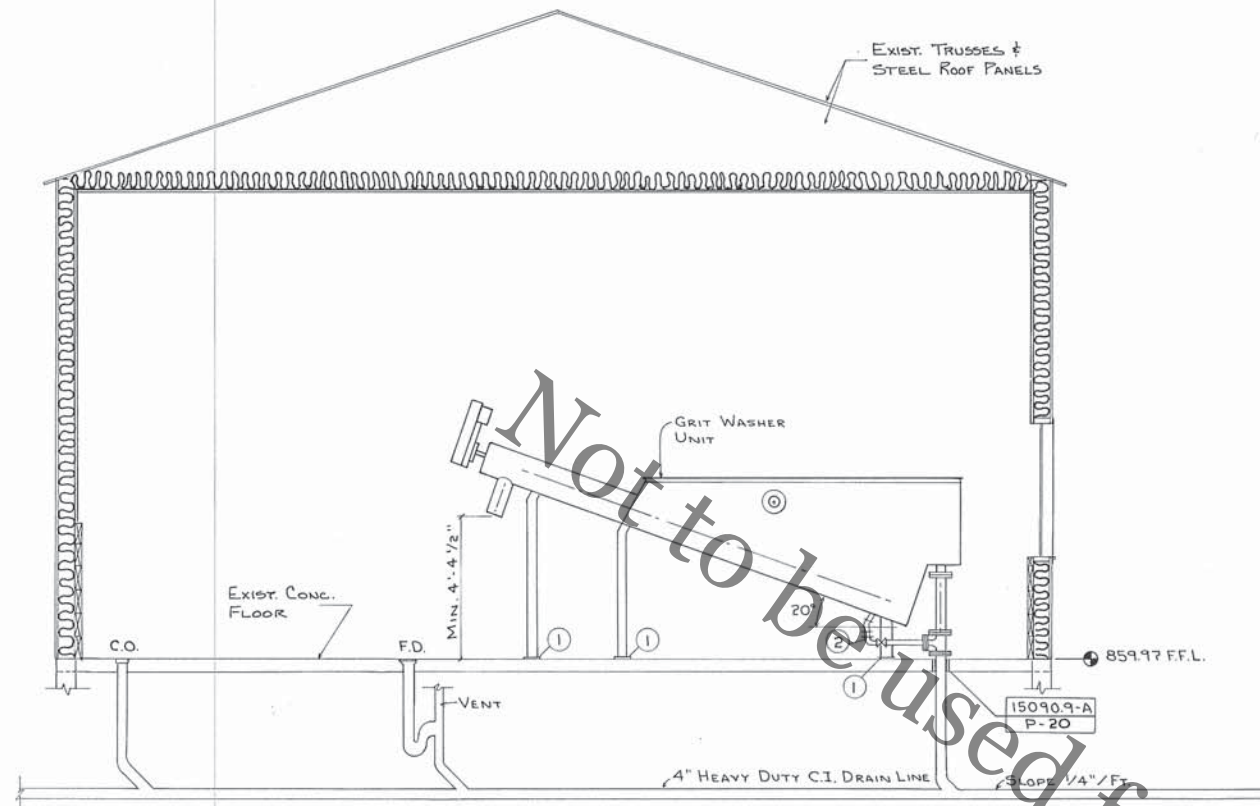 EXIST. TRUSSES &
STEEL ROOF PANELS
GRIT WASHER
UNIT
MIN. 4'-4 1/2"
EXIST. CONC.
FLOOR
C.O.
F.D.
1
1
20°
2
1
859.97 F.F.L.
VENT
15090.9-A
P-20
4" HEAVY DUTY C.I. DRAIN LINE
SLOPE 1/4"/FT.
Not to be used f